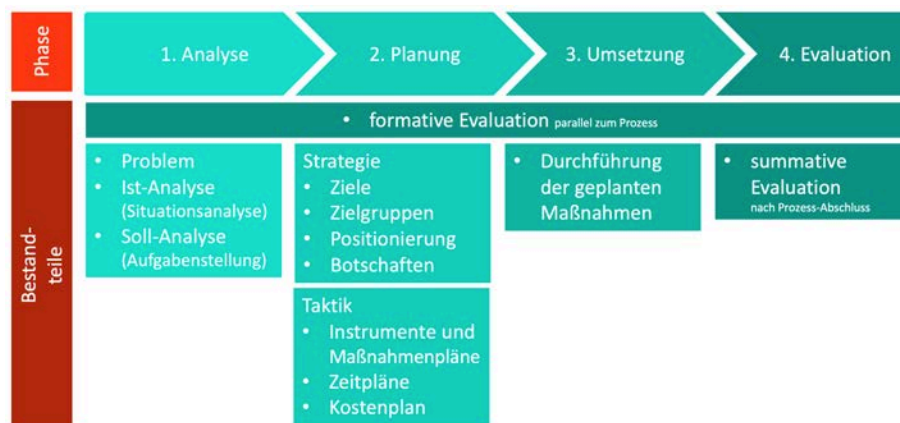 Phase
1. Analyse
2. Planung
3. Umsetzung
4. Evaluation
Bestand-
teile
• formative Evaluation parallel zum Prozess
• Problem
• Ist-Analyse
(Situationsanalyse)
• Soll-Analyse
(Aufgabenstellung)
Strategie
• Ziele
• Zielgruppen
• Positionierung
• Botschaften
Taktik
• Instrumente und
Maßnahmenpläne
• Zeitpläne
• Kostenplan
• Durchführung
der geplanten
Maßnahmen
• summative
Evaluation
nach Prozess-Abschluss